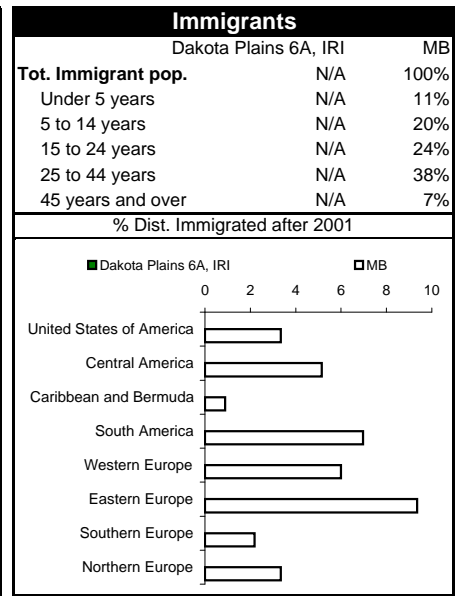 Immigrants
Dakota Plains 6A, IRI MB
Tot. Immigrant pop. N/A 100%
Under 5 years N/A 11%
5 to 14 years N/A 20%
15 to 24 years N/A 24%
25 to 44 years N/A 38%
45 years and over N/A 7%
% Dist. Immigrated after 2001
Dakota Plains 6A, IRI MB
0 2 4 6 8 10
United States of America
Central America
Caribbean and Bermuda
South America
Western Europe
Eastern Europe
Southern Europe
Northern Europe